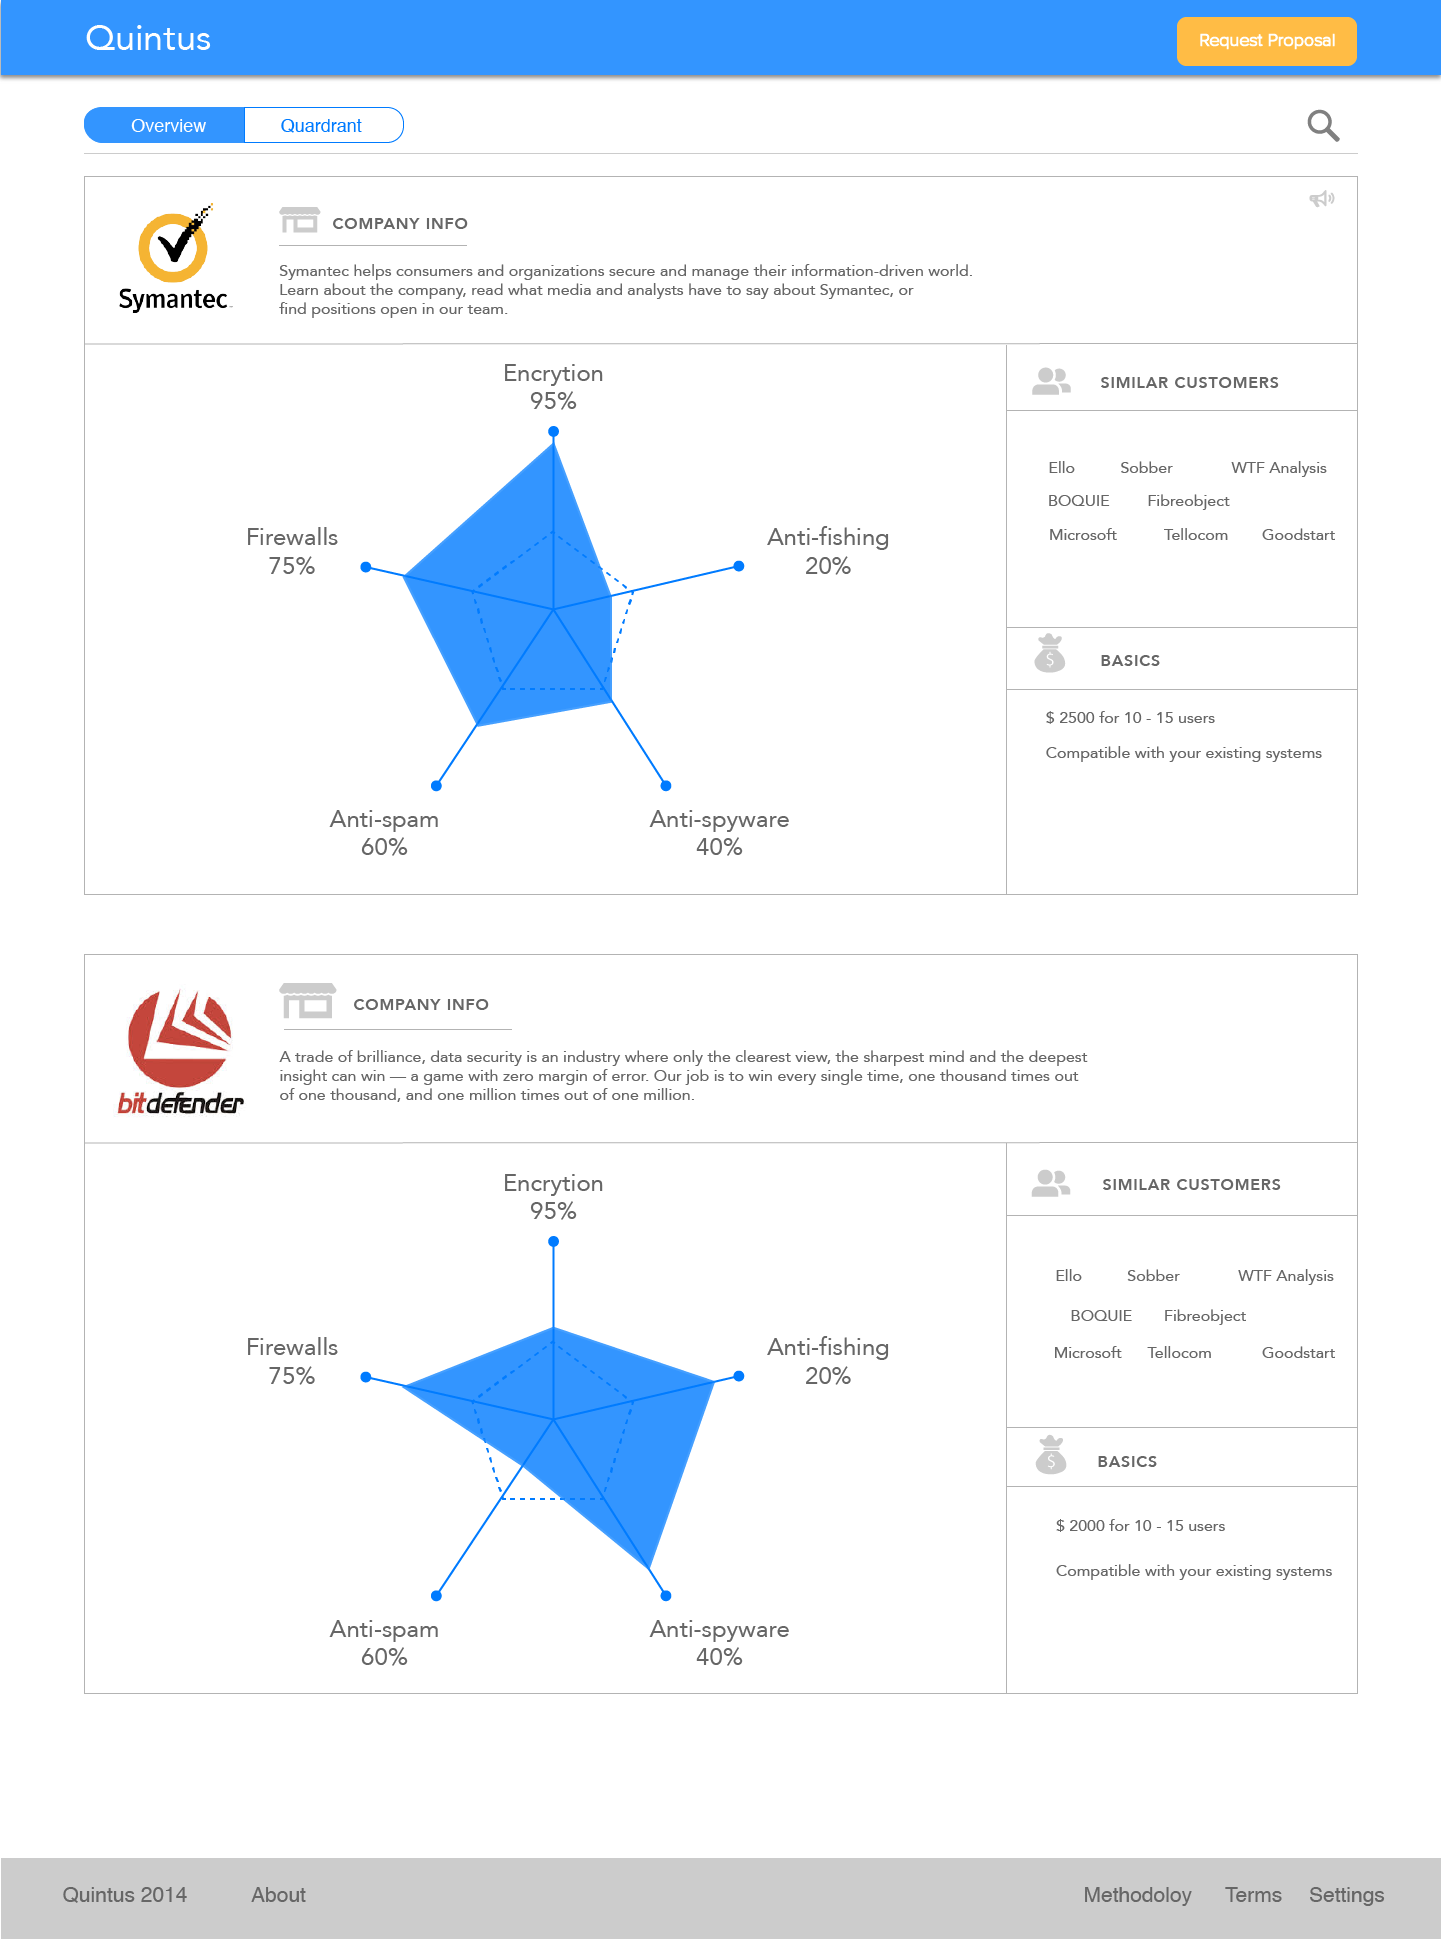 Quintus
Request Proposal
Overview
Quardrant
Symantec
COMPANY INFO
Symantec helps consumers and organizations secure and manage their information-driven world.
Learn about the company, read what media and analysts have to say about Symantec, or
find positions open in our team.
Encrytion
95%
Firewalls
75%
Anti-fishing
20%
Anti-spam
60%
Anti-spyware
40%
SIMILAR CUSTOMERS
Ello Sobber WTF Analysis
BOQUIE Fibreobject
Microsoft Tellocom Goodstart
$
BASICS
$ 2500 for 10 - 15 users
Compatible with your existing systems
bitdefender
COMPANY INFO
A trade of brilliance, data security is an industry where only the clearest view, the sharpest mind and the deepest
insight can win — a game with zero margin of error. Our job is to win every single time, one thousand times out
of one thousand, and one million times out of one million.
Encrytion
95%
Firewalls
75%
Anti-fishing
20%
Anti-spam
60%
Anti-spyware
40%
SIMILAR CUSTOMERS
Ello Sobber WTF Analysis
BOQUIE Fibreobject
Microsoft Tellocom Goodstart
$
BASICS
$ 2000 for 10 - 15 users
Compatible with your existing systems
Quintus 2014 About Methodoloy Terms Settings